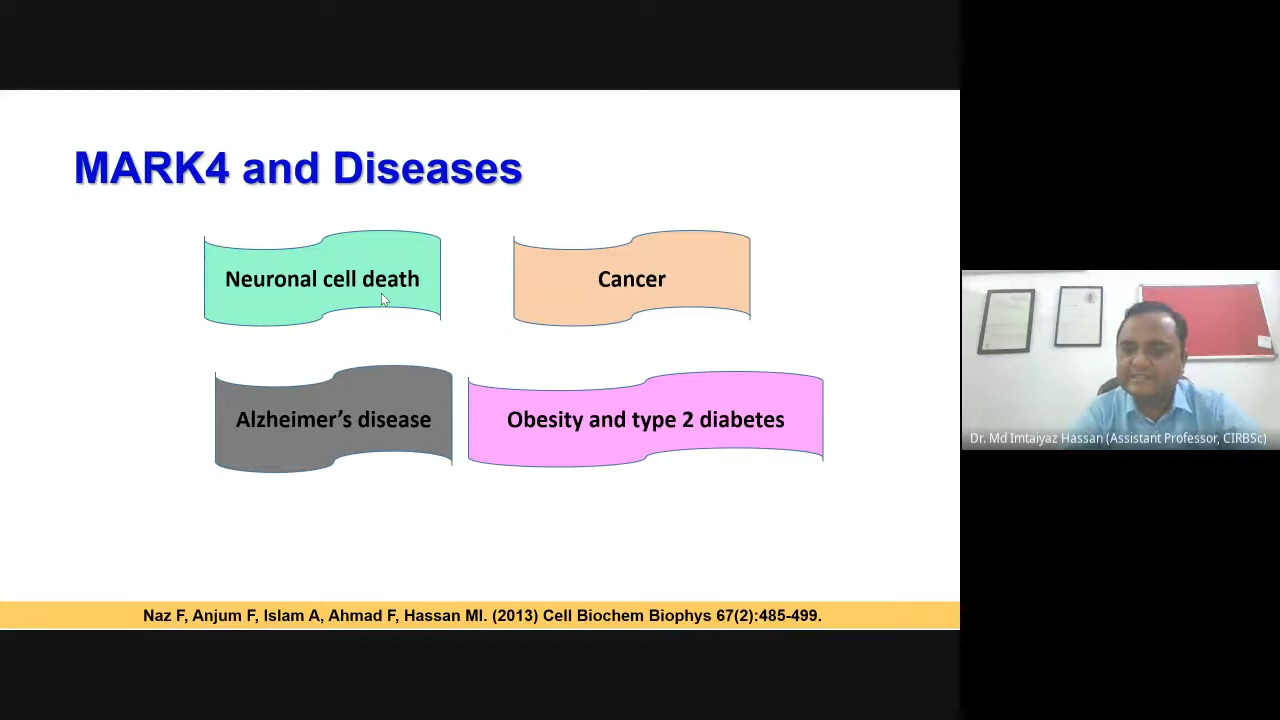 MARK4 and Diseases
Neuronal cell death
Cancer
Alzheimer’s disease
Obesity and type 2 diabetes
Naz F, Anjum F, Islam A, Ahmad F, Hassan MI. (2013) Cell Biochem Biophys 67(2):485-499.
Dr. Md Imtaiyaz Hassan (Assistant Professor, CIRBSc)